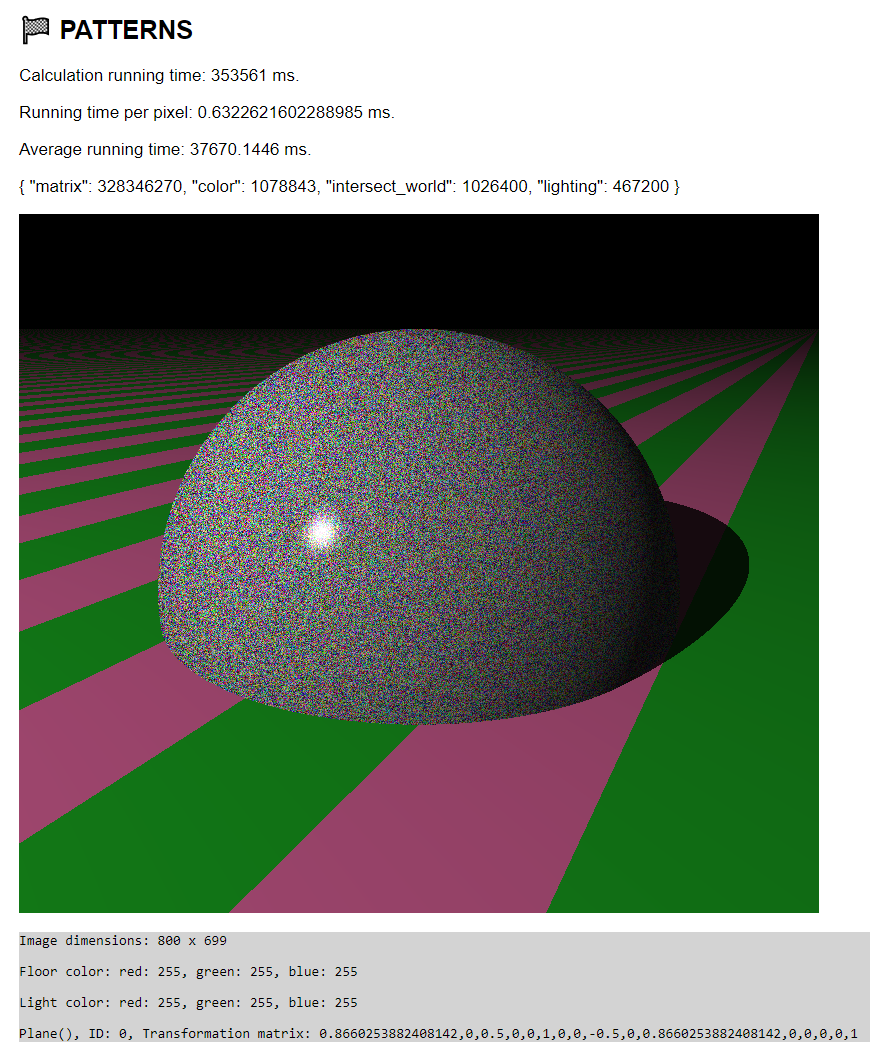 PATTERNS
Calculation running time: 353561 ms.
Running time per pixel: 0.6322621602288985 ms.
Average running time: 37670.1446 ms.
{ "matrix": 328346270, "color": 1078843, "intersect_world": 1026400, "lighting": 467200 }
Image dimensions: 800 x 699
Floor color: red: 255, green: 255, blue: 255
Light color: red: 255, green: 255, blue: 255
Plane(), ID: 0, Transformation matrix: 0.8660253882408142,0,0.5,0,0,1,0,0,-0.5,0,0.8660253882408142,0,0,0,0,1